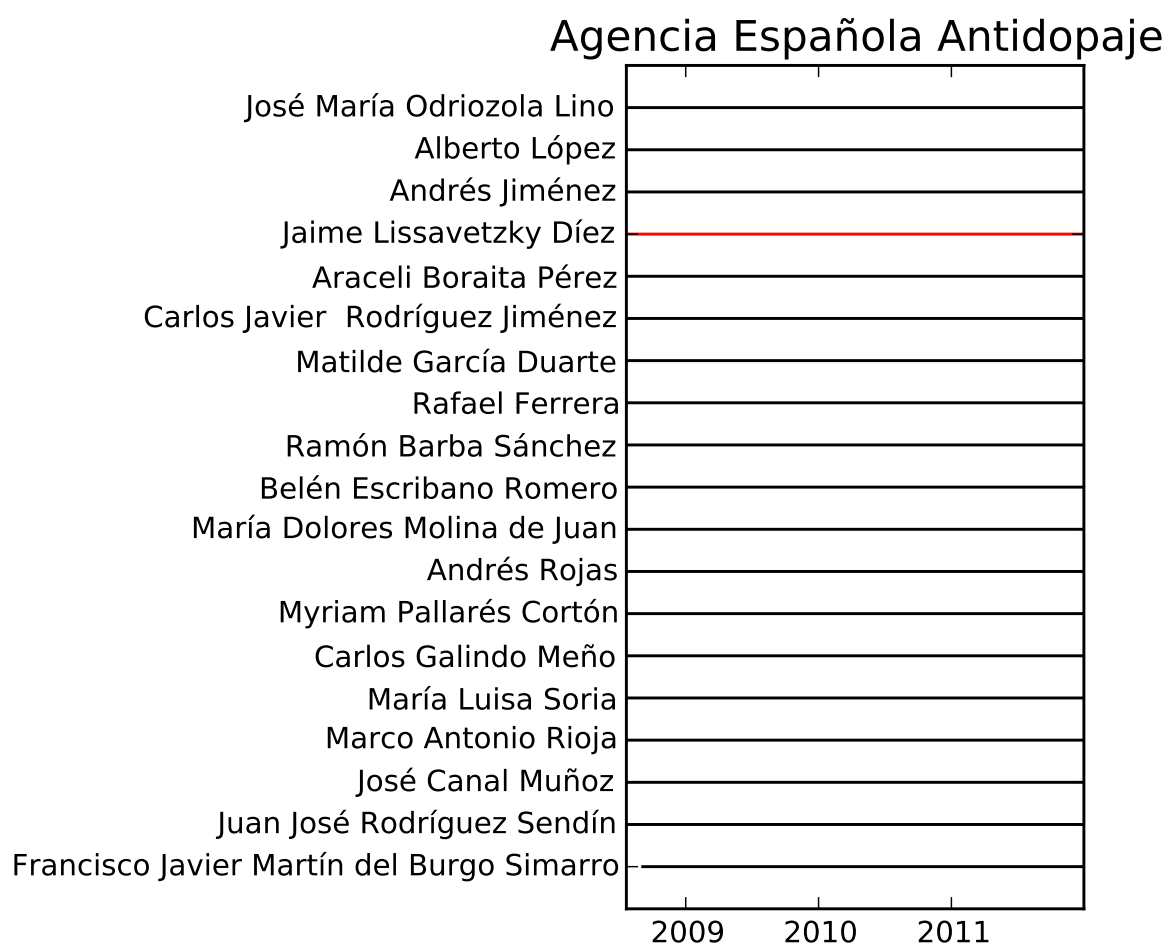 Agencia Española Antidopaje
José María Odriozola Lino
Alberto López
Andrés Jiménez
Jaime Lissavetzky Díez
Araceli Boraita Pérez
Carlos Javier  Rodríguez Jiménez
Matilde García Duarte
Rafael Ferrera
Ramón Barba Sánchez
Belén Escribano Romero
María Dolores Molina de Juan
Andrés Rojas
Myriam Pallarés Cortón
Carlos Galindo Meño
María Luisa Soria
Marco Antonio Rioja
José Canal Muñoz
Juan José Rodríguez Sendín
Francisco Javier Martín del Burgo Simarro
2009 2010 2011